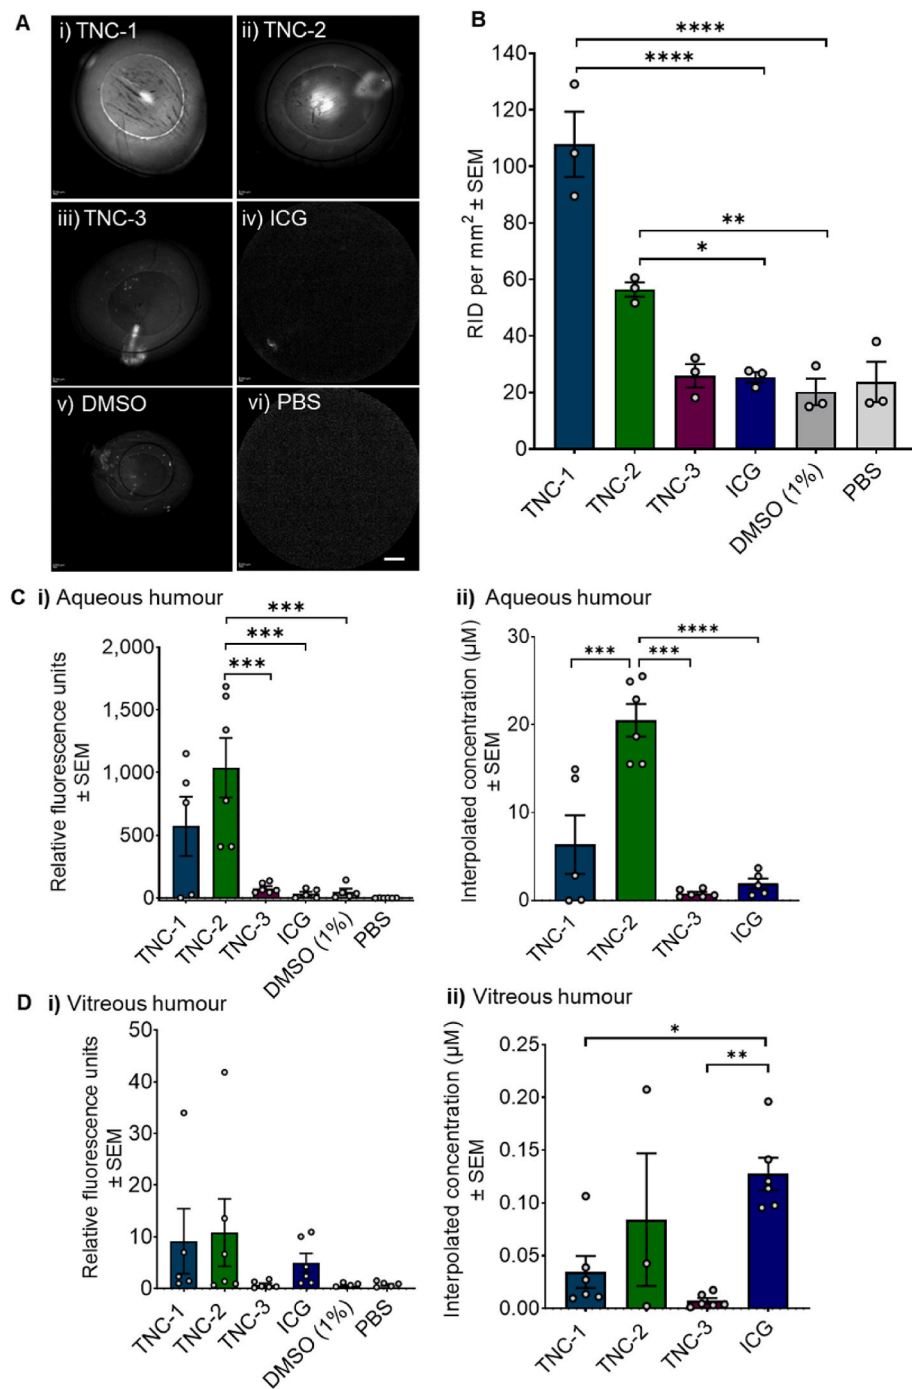 A
i) TNC-1
ii) TNC-2
iii) TNC-3
iv) ICG
v) DMSO
vi) PBS
B
RID per mm² ± SEM
140
120
100
80
60
40
20
0
****
****
**
*
TNC-1
TNC-2
TNC-3
ICG
DMSO (1%)
PBS
C i) Aqueous humour
Relative fluorescence units
± SEM
2,000
1,500
1,000
500
0
***
***
***
TNC-1
TNC-2
TNC-3
ICG
DMSO (1%)
PBS
ii) Aqueous humour
Interpolated concentration (µM)
± SEM
30
20
10
0
****
*** ***
TNC-1
TNC-2
TNC-3
ICG
D i) Vitreous humour
Relative fluorescence units
± SEM
50
40
30
20
10
0
TNC-1
TNC-2
TNC-3
ICG
DMSO (1%)
PBS
ii) Vitreous humour
Interpolated concentration (µM)
± SEM
0.25
0.20
0.15
0.10
0.05
0.00
*
**
TNC-1
TNC-2
TNC-3
ICG